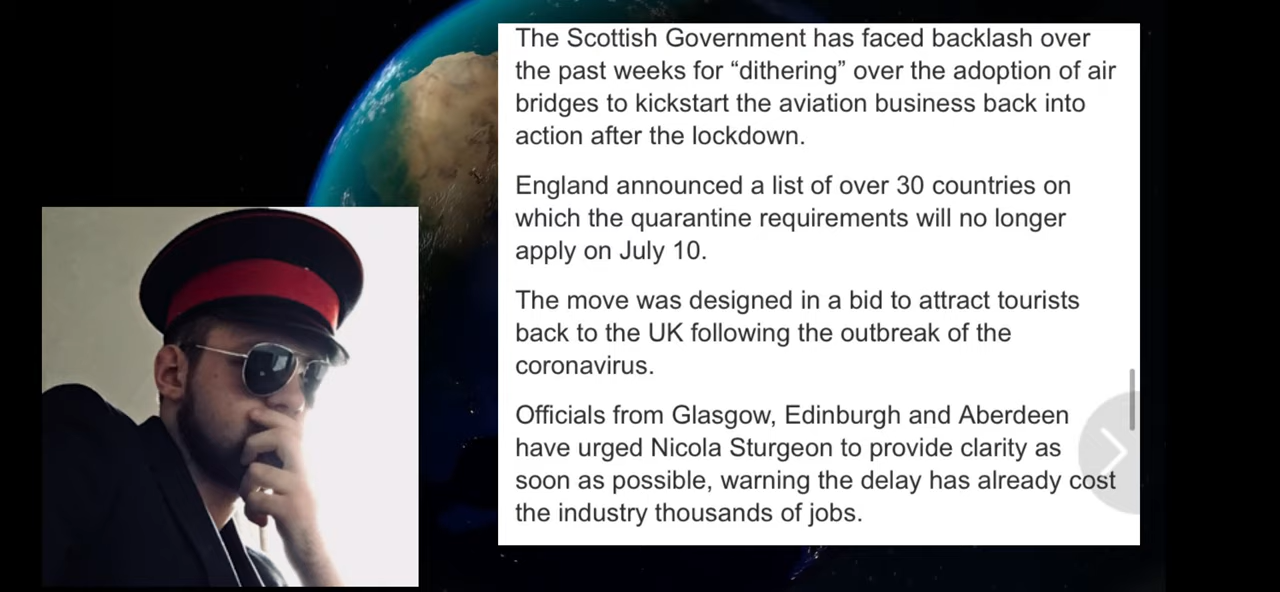 The Scottish Government has faced backlash over
the past weeks for “dithering” over the adoption of air
bridges to kickstart the aviation business back into
action after the lockdown.
England announced a list of over 30 countries on
which the quarantine requirements will no longer
apply on July 10.
The move was designed in a bid to attract tourists
back to the UK following the outbreak of the
coronavirus.
Officials from Glasgow, Edinburgh and Aberdeen
have urged Nicola Sturgeon to provide clarity as
soon as possible, warning the delay has already cost
the industry thousands of jobs.